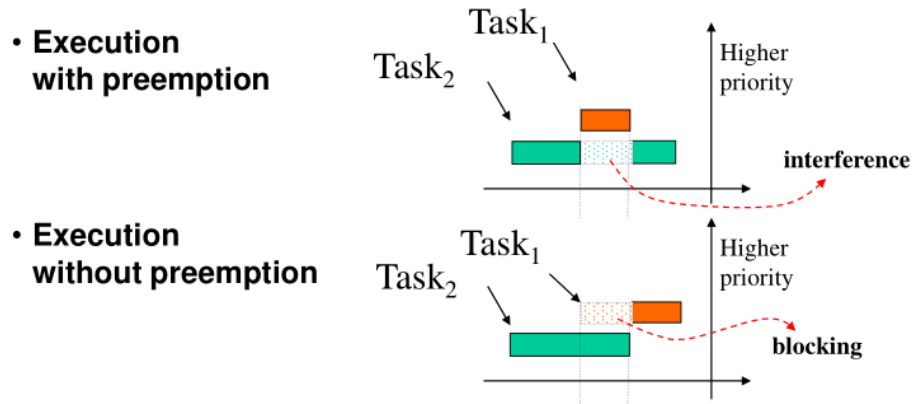 • Execution
with preemption
Task1
Task2
Higher
priority
interference
• Execution
without preemption
Task1
Task2
Higher
priority
blocking